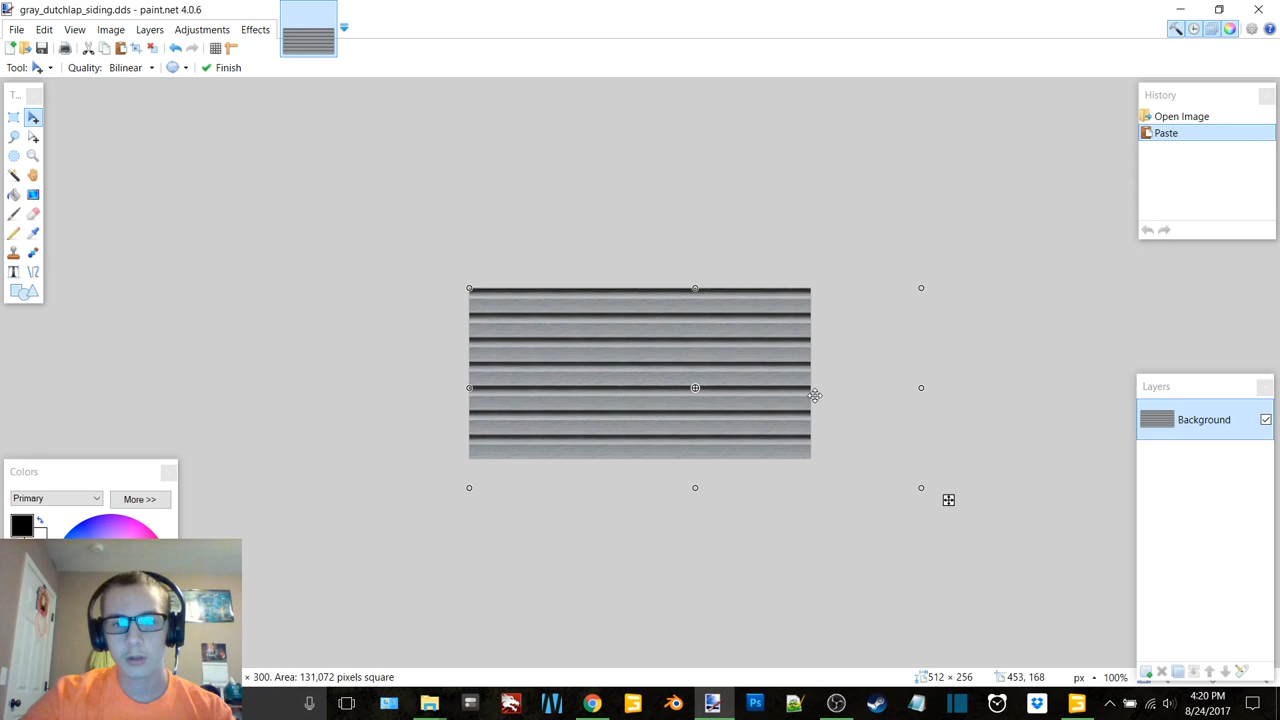 gray_dutchlap_siding.dds - paint.net 4.0.6
File Edit View Image Layers Adjustments Effects
Tool: Quality: Bilinear Finish
T...
History
Open Image
Paste
Layers
Background
Colors
Primary More >>
× 300. Area: 131,072 pixels square 512 × 256 453, 168 px 100%
4:20 PM
8/24/2017